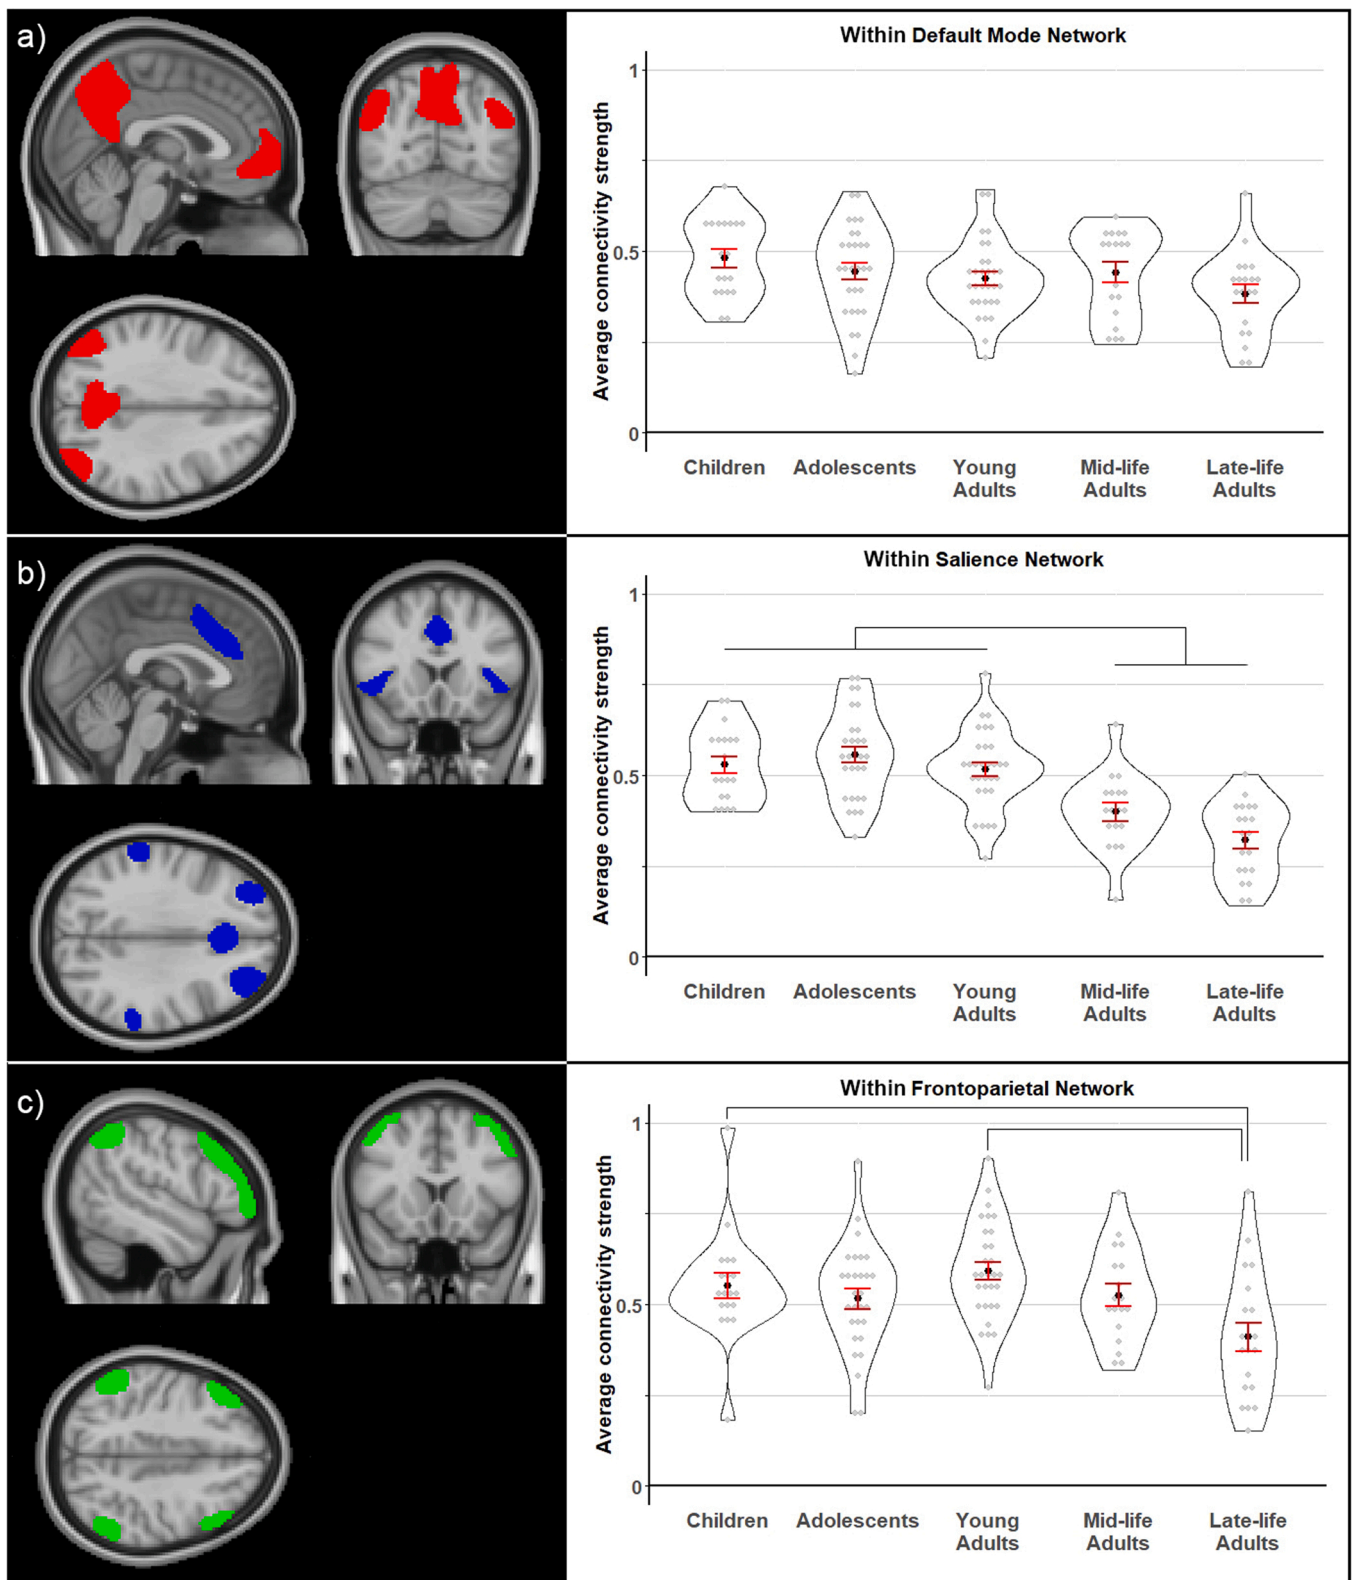 a)
Within Default Mode Network
Average connectivity strength
1
0.5
0
Children Adolescents Young Mid-life Late-life
Adults Adults Adults
b)
Within Salience Network
Average connectivity strength
1
0.5
0
Children Adolescents Young Mid-life Late-life
Adults Adults Adults
c)
Within Frontoparietal Network
Average connectivity strength
1
0.5
0
Children Adolescents Young Mid-life Late-life
Adults Adults Adults